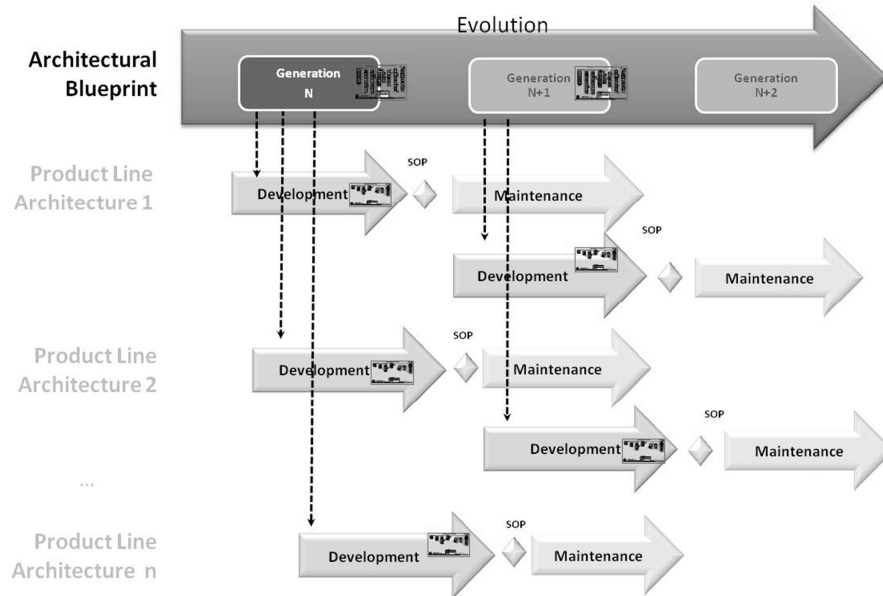 Evolution
Architectural
Blueprint
Generation
N
Generation
N+1
Generation
N+2
Product Line
Architecture 1
Development
SOP
Maintenance
Development
SOP
Maintenance
Product Line
Architecture 2
Development
SOP
Maintenance
Development
SOP
Maintenance
...
Product Line
Architecture n
Development
SOP
Maintenance